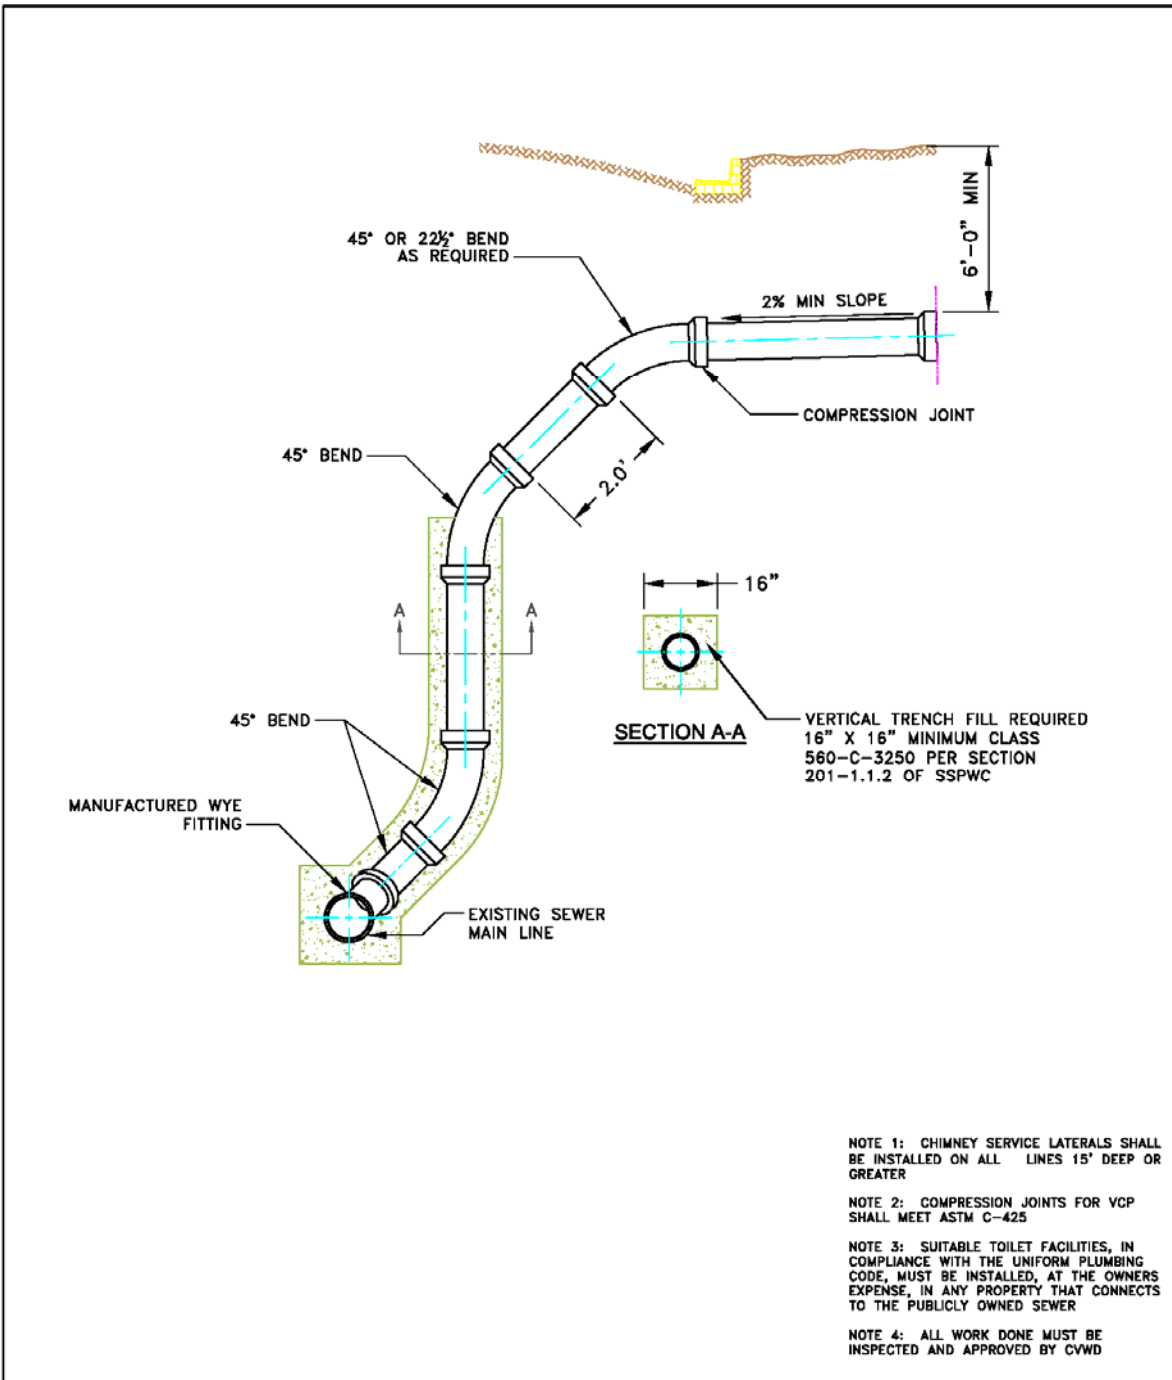 6'-0" MIN
45° OR 22½° BEND
AS REQUIRED
2% MIN SLOPE
COMPRESSION JOINT
45° BEND
2.0'
16"
A
A
45° BEND
SECTION A-A
VERTICAL TRENCH FILL REQUIRED
16" X 16" MINIMUM CLASS
560-C-3250 PER SECTION
201-1.1.2 OF SSPWC
MANUFACTURED WYE
FITTING
EXISTING SEWER
MAIN LINE
NOTE 1: CHIMNEY SERVICE LATERALS SHALL
BE INSTALLED ON ALL LINES 15' DEEP OR
GREATER
NOTE 2: COMPRESSION JOINTS FOR VCP
SHALL MEET ASTM C-425
NOTE 3: SUITABLE TOILET FACILITIES, IN
COMPLIANCE WITH THE UNIFORM PLUMBING
CODE, MUST BE INSTALLED, AT THE OWNERS
EXPENSE, IN ANY PROPERTY THAT CONNECTS
TO THE PUBLICLY OWNED SEWER
NOTE 4: ALL WORK DONE MUST BE
INSPECTED AND APPROVED BY CVWD